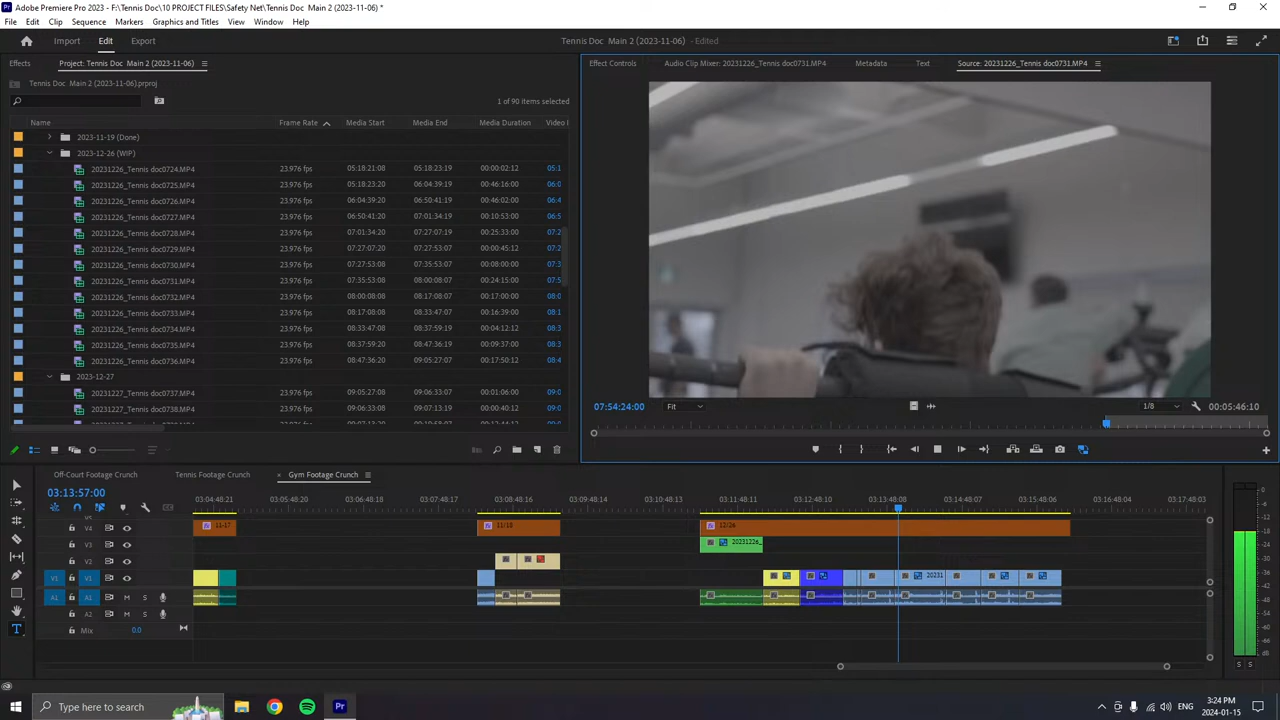 Adobe Premiere Pro 2023 - F:\Tennis Doc\10 PROJECT FILES\Safety Net\Tennis Doc Main 2 (2023-11-06) *
File Edit Clip Sequence Markers Graphics and Titles View Window Help
Import Edit Export Tennis Doc Main 2 (2023-11-06) - Edited
Effects Project: Tennis Doc Main 2 (2023-11-06) Effect Controls Audio Clip Mixer: 20231226_Tennis doc0731.MP4 Metadata Text Source: 20231226_Tennis doc0731.MP4
Tennis Doc Main 2 (2023-11-06).prproj
1 of 90 items selected
Name Frame Rate Media Start Media End Media Duration Video I
2023-11-19 (Done)
2023-12-26 (WIP)
20231226_Tennis doc0724.MP4 23.976 fps 05:18:21:08 05:18:23:19 00:00:02:12 05:1
20231226_Tennis doc0725.MP4 23.976 fps 05:18:23:20 06:04:39:19 00:46:16:00 06:0
20231226_Tennis doc0726.MP4 23.976 fps 06:04:39:20 06:50:41:19 00:46:02:00 06:4
20231226_Tennis doc0727.MP4 23.976 fps 06:50:41:20 07:01:34:19 00:10:53:00 06:5
20231226_Tennis doc0728.MP4 23.976 fps 07:01:34:20 07:27:07:19 00:25:33:00 07:2
20231226_Tennis doc0729.MP4 23.976 fps 07:27:07:20 07:27:53:07 00:00:45:12 07:2
20231226_Tennis doc0730.MP4 23.976 fps 07:27:53:08 07:35:53:07 00:08:00:00 07:3
20231226_Tennis doc0731.MP4 23.976 fps 07:35:53:08 08:00:08:07 00:24:15:00 07:5
20231226_Tennis doc0732.MP4 23.976 fps 08:00:08:08 08:17:08:07 00:17:00:00 08:1
20231226_Tennis doc0733.MP4 23.976 fps 08:17:08:08 08:33:47:07 00:16:39:00 08:3
20231226_Tennis doc0734.MP4 23.976 fps 08:33:47:08 08:37:59:19 00:04:12:12 08:3
20231226_Tennis doc0735.MP4 23.976 fps 08:37:59:20 08:47:36:19 00:09:37:00 08:4
20231226_Tennis doc0736.MP4 23.976 fps 08:47:36:20 09:05:27:07 00:17:50:12 08:4
2023-12-27
20231227_Tennis doc0737.MP4 23.976 fps 09:05:27:08 09:06:33:07 00:01:06:00 09:0
20231227_Tennis doc0738.MP4 23.976 fps 09:06:33:08 09:07:13:19 00:00:40:12 09:0
07:54:24:00 Fit 1/8 00:05:46:10
Off-Court Footage Crunch Tennis Footage Crunch × Gym Footage Crunch
03:13:57:00
03:04:48:21 03:05:48:20 03:06:48:18 03:07:48:17 03:08:48:16 03:09:48:14 03:10:48:13 03:11:48:11 03:12:48:10 03:13:48:08 03:14:48:07 03:15:48:06 03:16:48:04 03:17:48:03
V4 11-17 11/18 12/26
V3 20231226_
V2
V1 V1 20231
A1 A1 M S
A2 M S
Mix 0.0
0
-6
-12
-18
-24
-30
-36
-42
-48
-54
-60
dB
S S
Type here to search
ENG
3:24 PM
2024-01-15